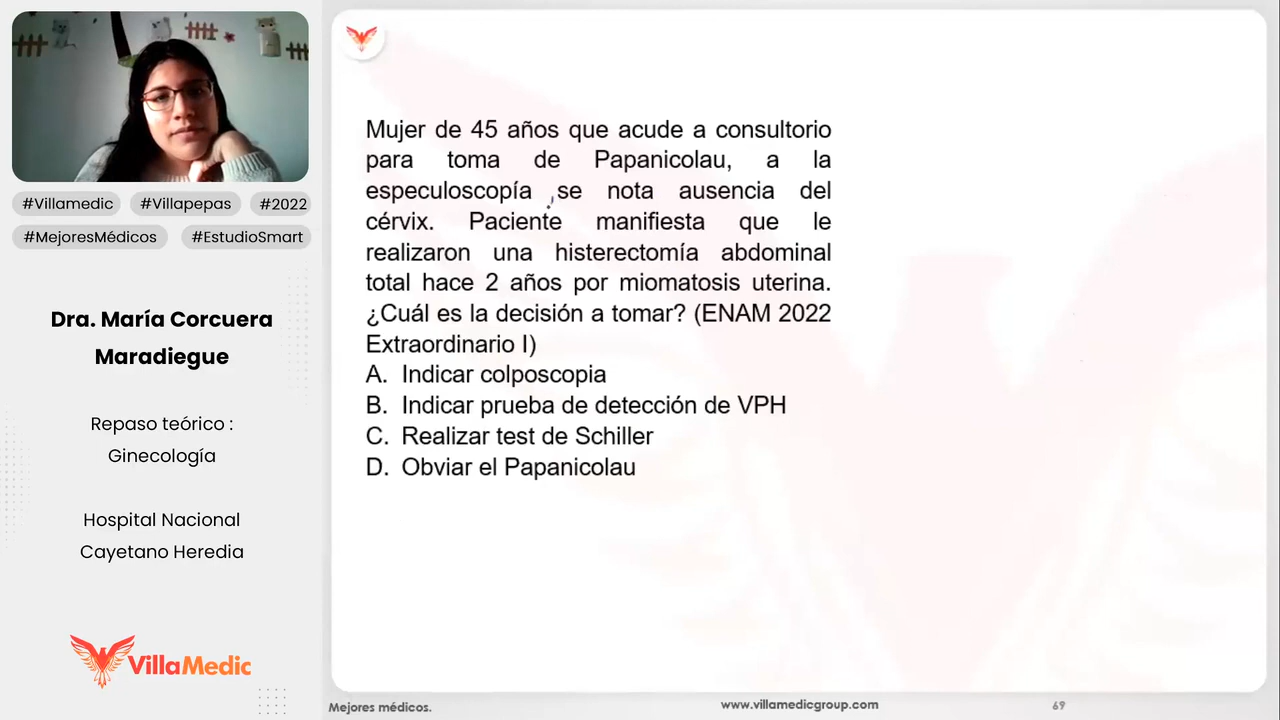 #Villamedic #Villapepas #2022
#MejoresMédicos #EstudioSmart
Dra. María Corcuera
Maradiegue
Repaso teórico :
Ginecología
Hospital Nacional
Cayetano Heredia
VillaMedic
Mujer de 45 años que acude a consultorio
para toma de Papanicolau, a la
especuloscopía se nota ausencia del
cérvix. Paciente manifiesta que le
realizaron una histerectomía abdominal
total hace 2 años por miomatosis uterina.
¿Cuál es la decisión a tomar? (ENAM 2022
Extraordinario I)
A. Indicar colposcopia
B. Indicar prueba de detección de VPH
C. Realizar test de Schiller
D. Obviar el Papanicolau
Mejores médicos. www.villamedicgroup.com 69